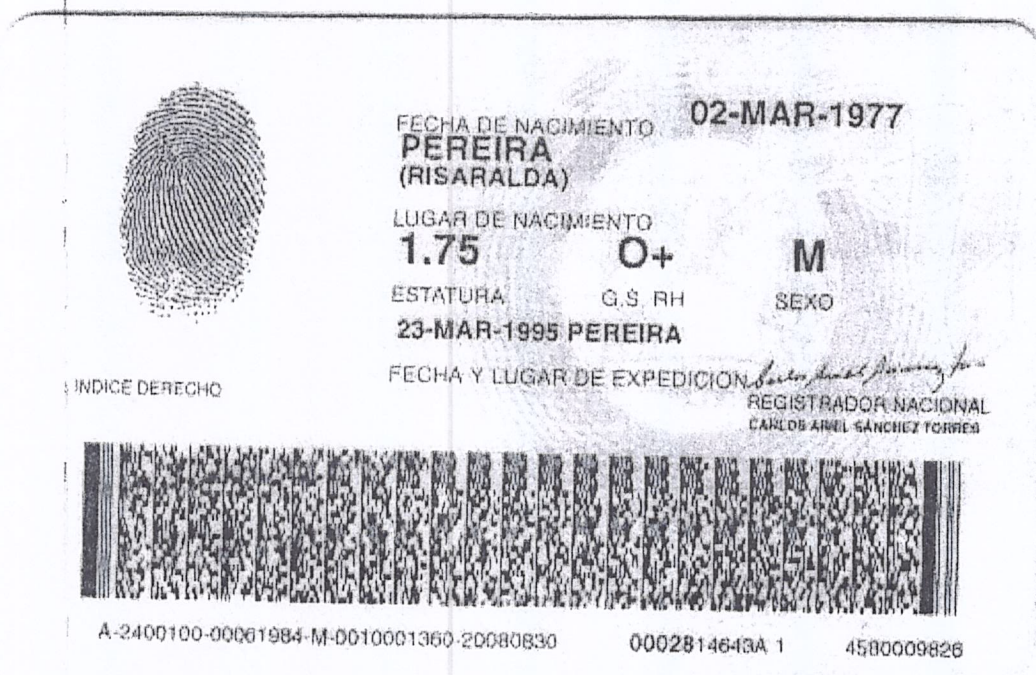 02-MAR-1977
FECHA DE NACIMIENTO
PEREIRA
(RISARALDA)
LUGAR DE NACIMIENTO
1.75 O+ M
ESTATURA G.S. RH SEXO
23-MAR-1995 PEREIRA
FECHA Y LUGAR DE EXPEDICION
INDICE DERECHO
REGISTRADOR NACIONAL
CARLOS ARIEL SÁNCHEZ TORRES
A-2400100-00061984-M-0010001360-20080830 0002814643A 1 4580009826